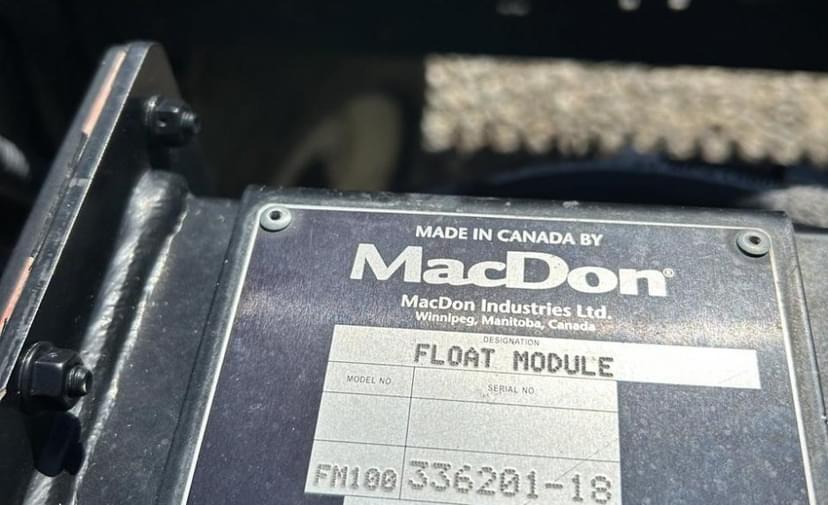 MADE IN CANADA BY
MacDon®
MacDon Industries Ltd.
Winnipeg, Manitoba, Canada
DESIGNATION
FLOAT MODULE
MODEL NO
SERIAL NO
FM100 336201-18